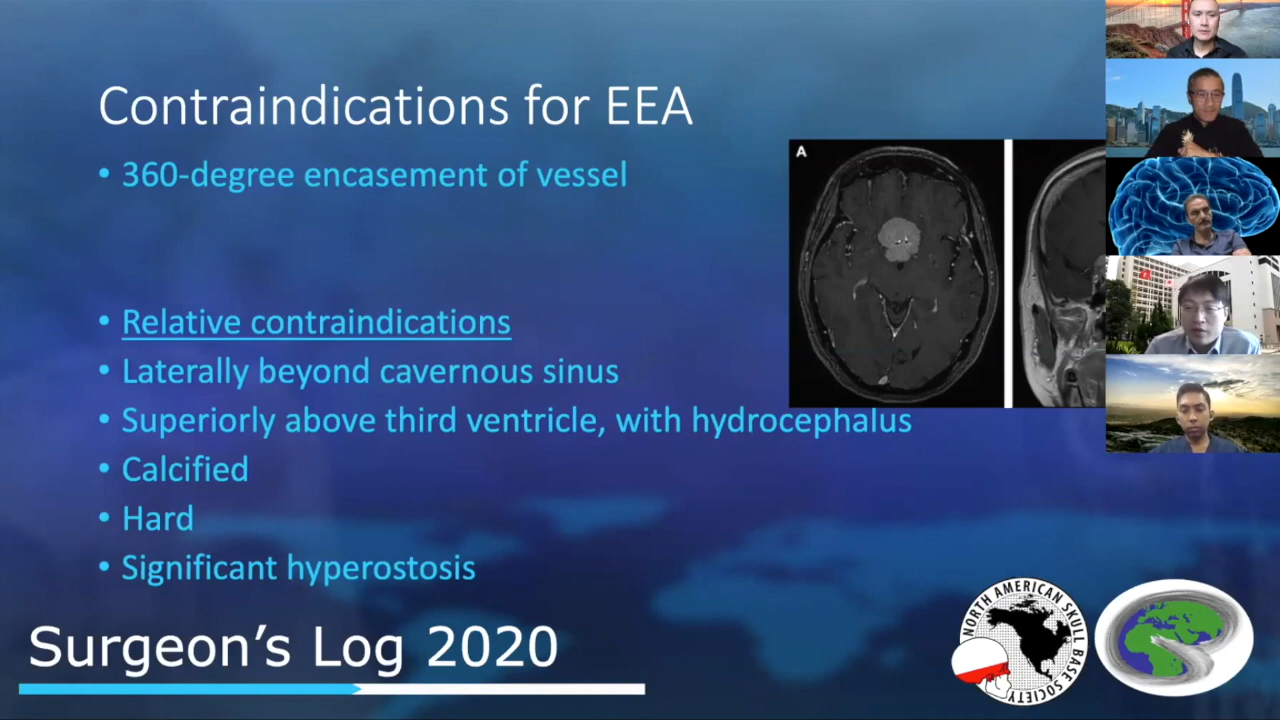 Contraindications for EEA
• 360-degree encasement of vessel
A
• Relative contraindications
• Laterally beyond cavernous sinus
• Superiorly above third ventricle, with hydrocephalus
• Calcified
• Hard
• Significant hyperostosis
Surgeon's Log 2020
NORTH AMERICAN SKULL BASE SOCIETY